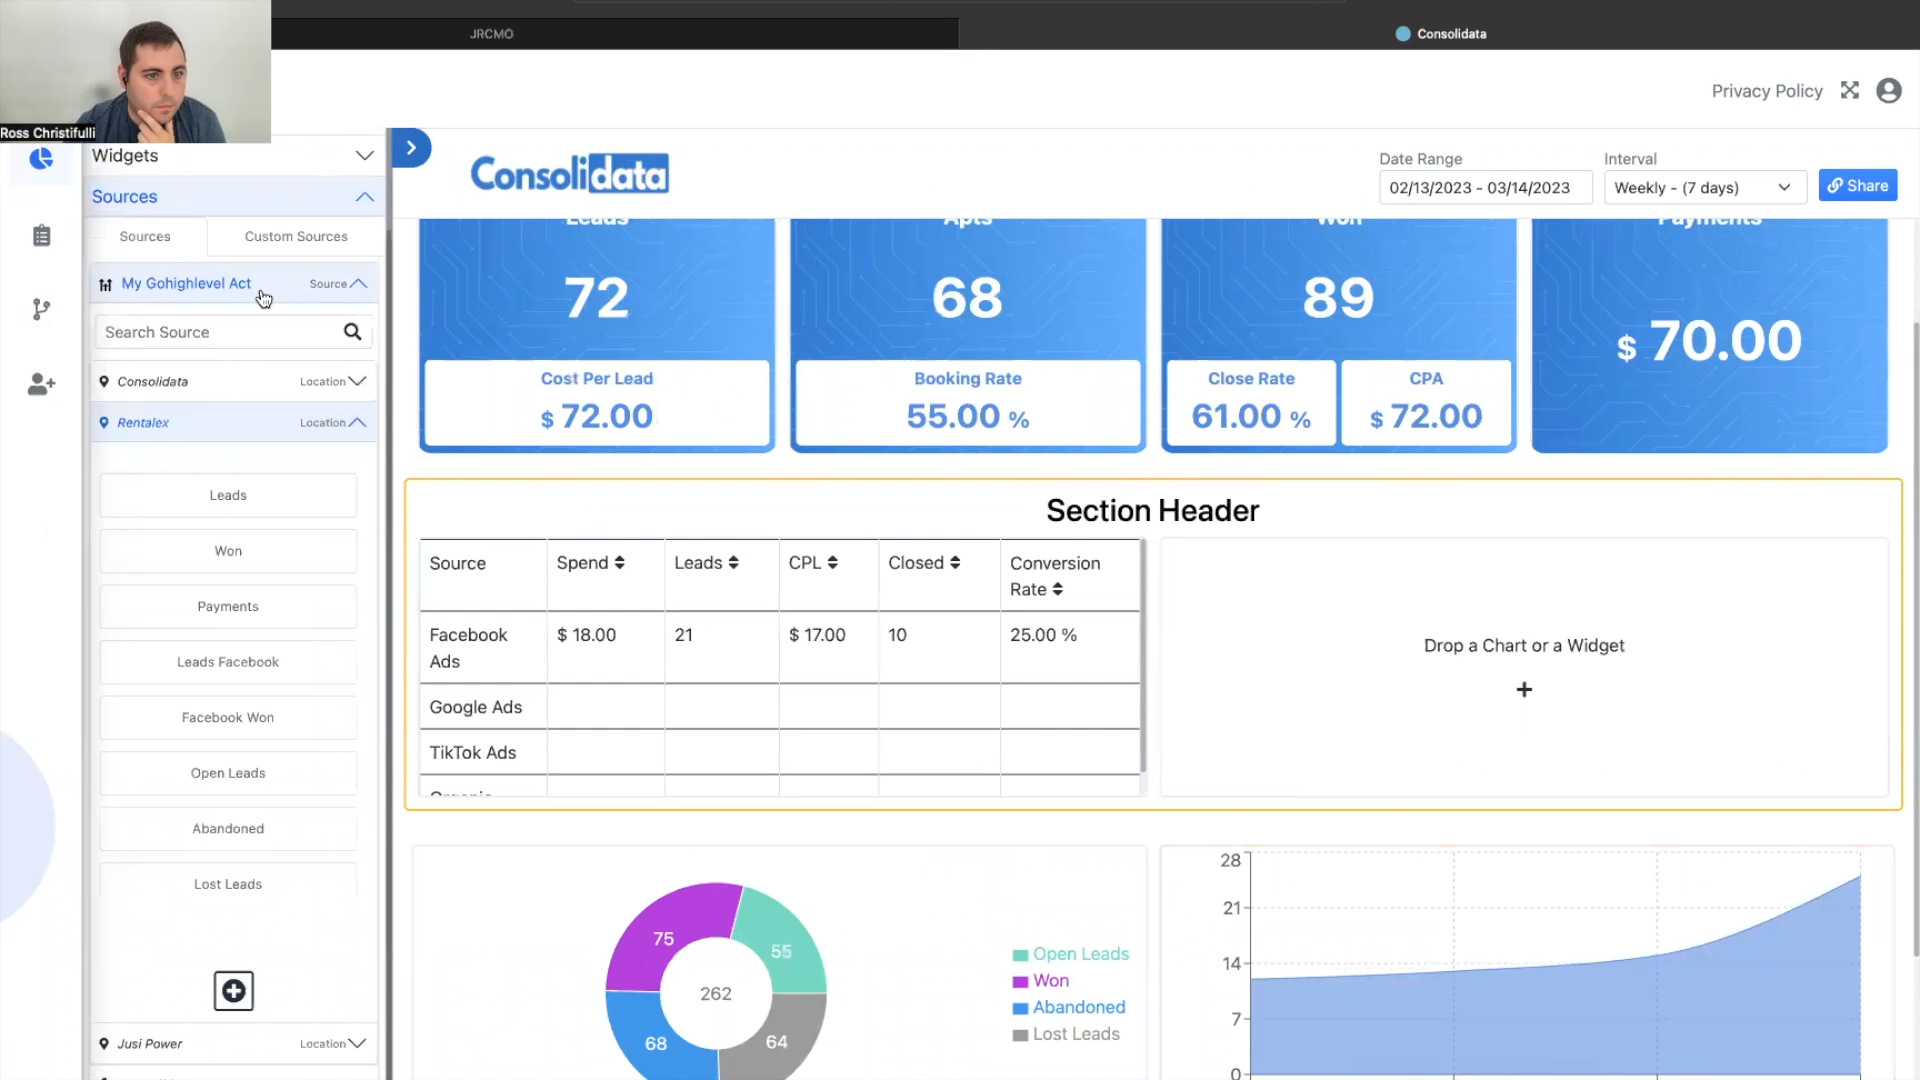 JRCMO
Consolidata
Privacy Policy
Ross Christifulli
Widgets
Sources
Sources
Custom Sources
My Gohighlevel Act
Source
Search Source
Consolidata
Location
Rentalex
Location
Leads
Won
Payments
Leads Facebook
Facebook Won
Open Leads
Abandoned
Lost Leads
Jusi Power
Location
Consolidata
Date Range
02/13/2023 - 03/14/2023
Interval
Weekly - (7 days)
Share
Leads
72
Cost Per Lead
$ 72.00
Apts
68
Booking Rate
55.00 %
Won
89
Close Rate
61.00 %
CPA
$ 72.00
Payments
$ 70.00
Section Header
Source
Spend
Leads
CPL
Closed
Conversion
Rate
Facebook
Ads
$ 18.00
21
$ 17.00
10
25.00 %
Google Ads
TikTok Ads
Organic
Drop a Chart or a Widget
+
75
55
262
68
64
Open Leads
Won
Abandoned
Lost Leads
28
21
14
7
0